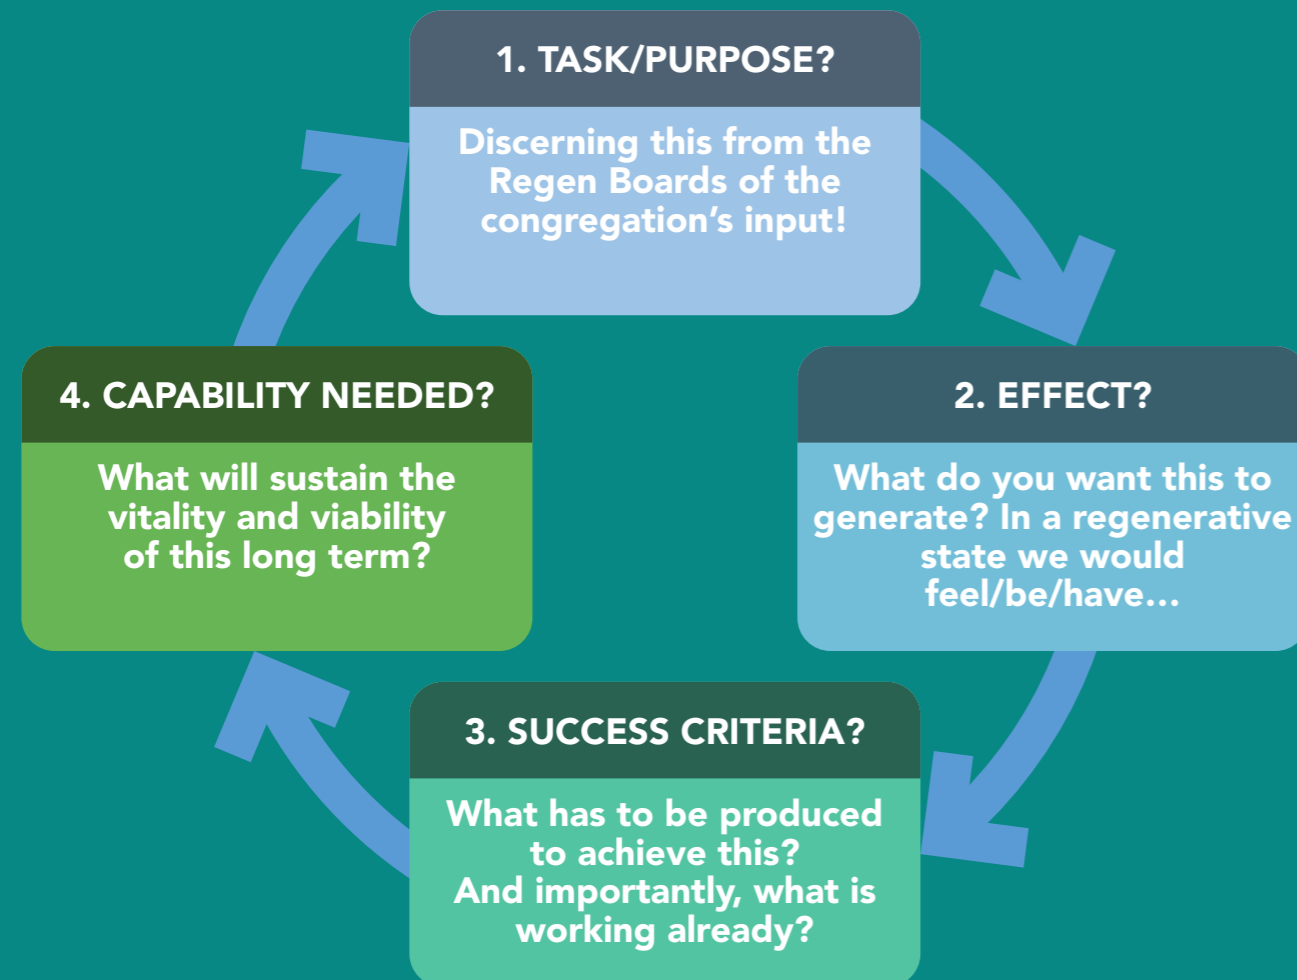 1. TASK/PURPOSE?
Discerning this from the
Regen Boards of the
congregation’s input!
2. EFFECT?
What do you want this to
generate? In a regenerative
state we would
feel/be/have…
3. SUCCESS CRITERIA?
What has to be produced
to achieve this?
And importantly, what is
working already?
4. CAPABILITY NEEDED?
What will sustain the
vitality and viability
of this long term?